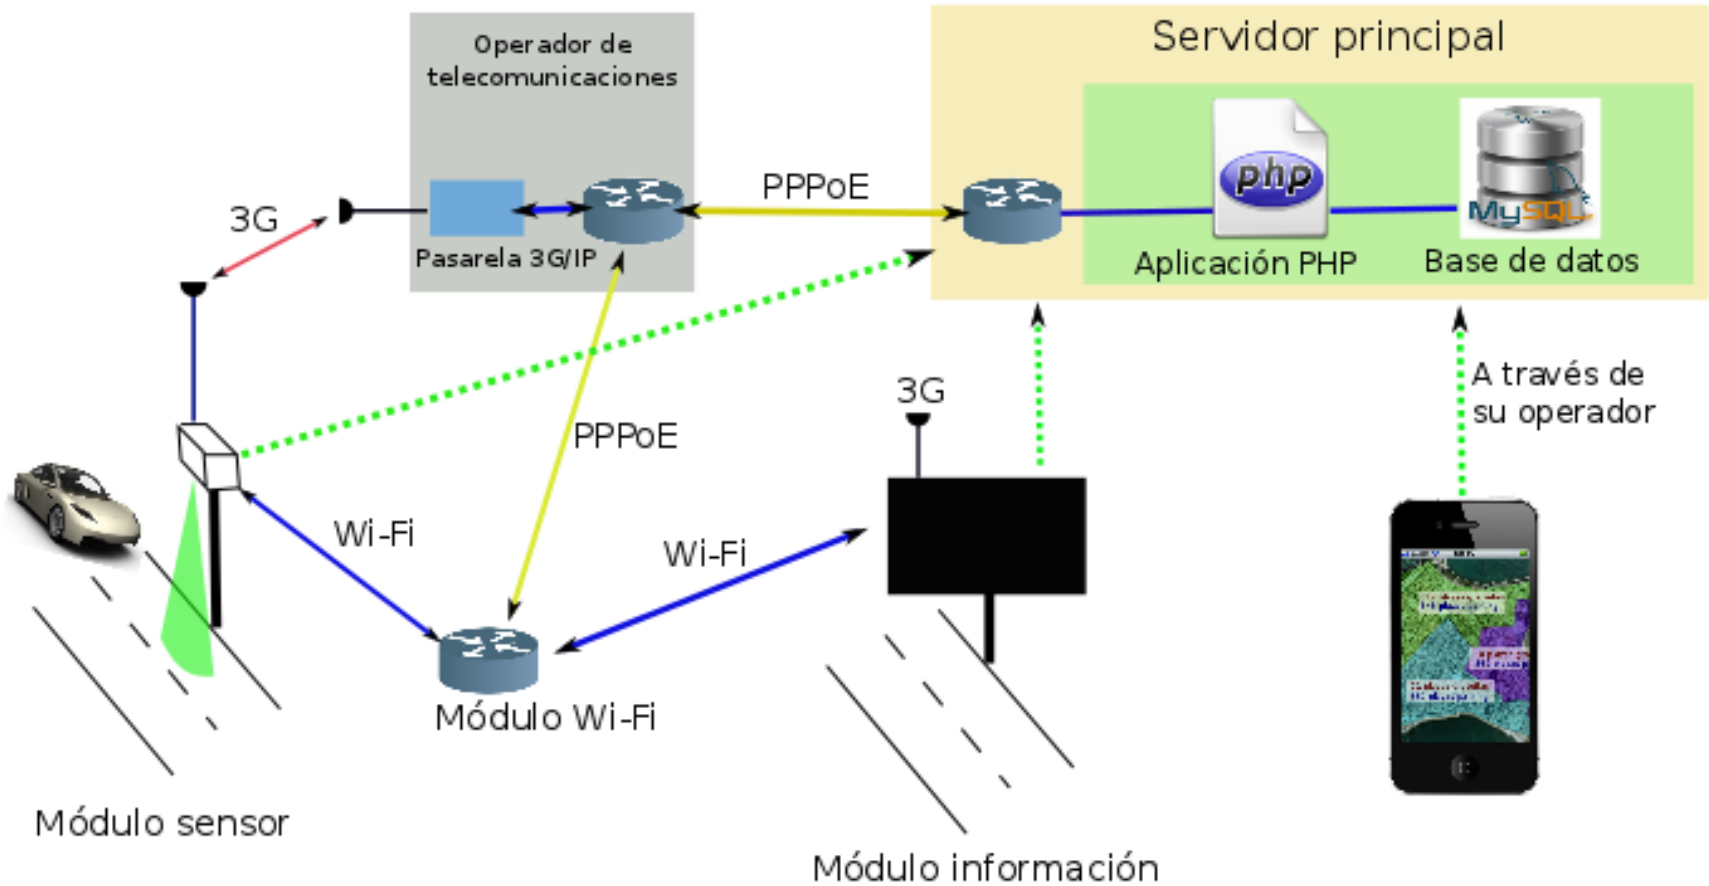 Operador de
telecomunicaciones
Servidor principal
3G
PPPoE
php
MySQL
Pasarela 3G/IP
Aplicación PHP
Base de datos
3G
A través de
su operador
PPPoE
Wi-Fi
Wi-Fi
Módulo Wi-Fi
Módulo sensor
Módulo información